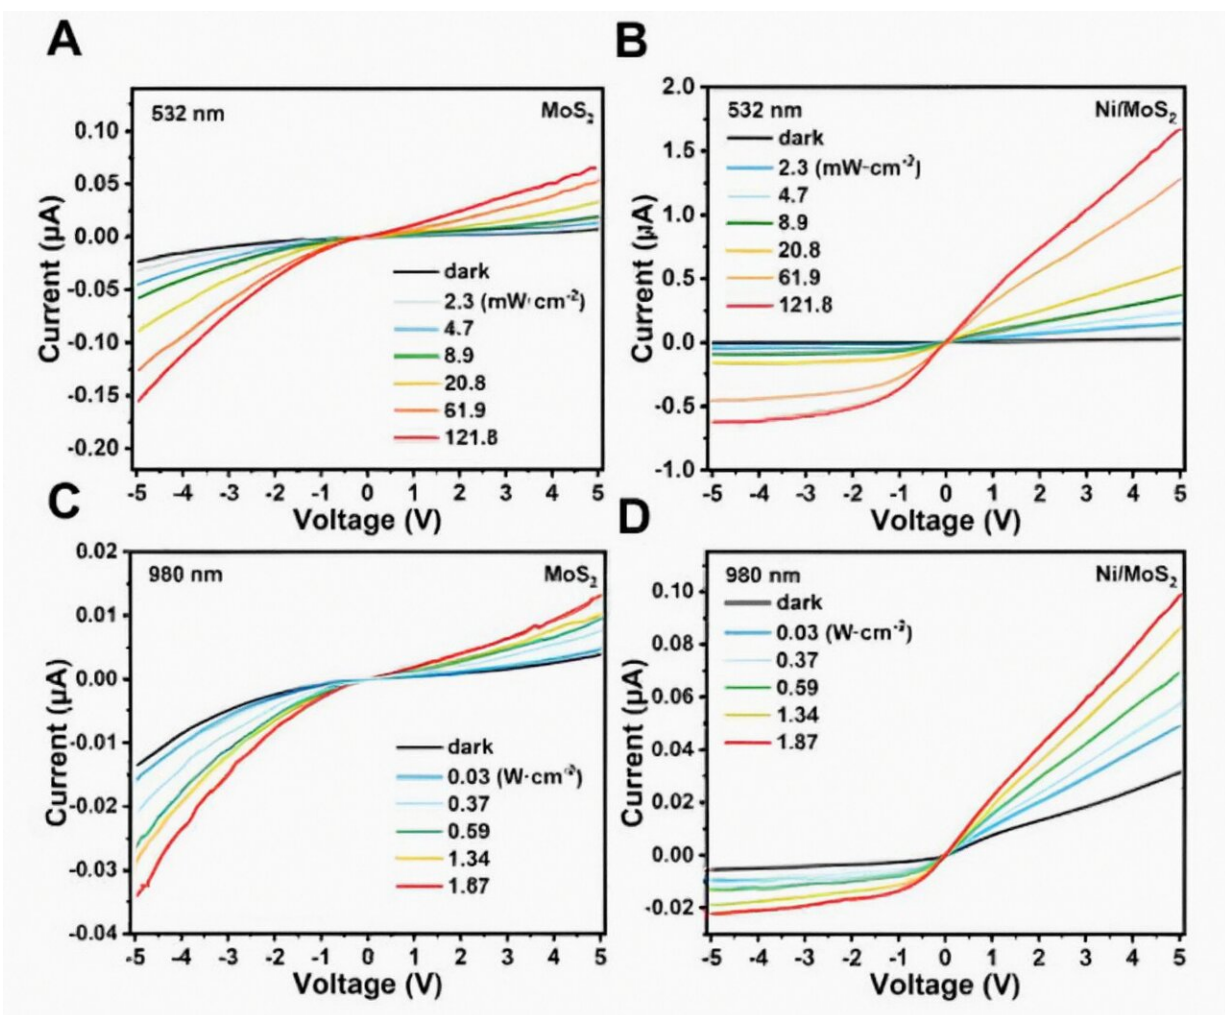 A
532 nm
MoS2
0.10
0.05
0.00
-0.05
-0.10
-0.15
-0.20
Current (μA)
dark
2.3 (mW·cm-2)
4.7
8.9
20.8
61.9
121.8
-5 -4 -3 -2 -1 0 1 2 3 4 5
Voltage (V)
B
532 nm
Ni/MoS2
2.0
1.5
1.0
0.5
0.0
-0.5
-1.0
Current (μA)
dark
2.3 (mW·cm-2)
4.7
8.9
20.8
61.9
121.8
-5 -4 -3 -2 -1 0 1 2 3 4 5
Voltage (V)
C
980 nm
MoS2
0.02
0.01
0.00
-0.01
-0.02
-0.03
-0.04
Current (μA)
dark
0.03 (W·cm-2)
0.37
0.59
1.34
1.87
-5 -4 -3 -2 -1 0 1 2 3 4 5
Voltage (V)
D
980 nm
Ni/MoS2
0.10
0.08
0.06
0.04
0.02
0.00
-0.02
Current (μA)
dark
0.03 (W·cm-2)
0.37
0.59
1.34
1.87
-5 -4 -3 -2 -1 0 1 2 3 4 5
Voltage (V)